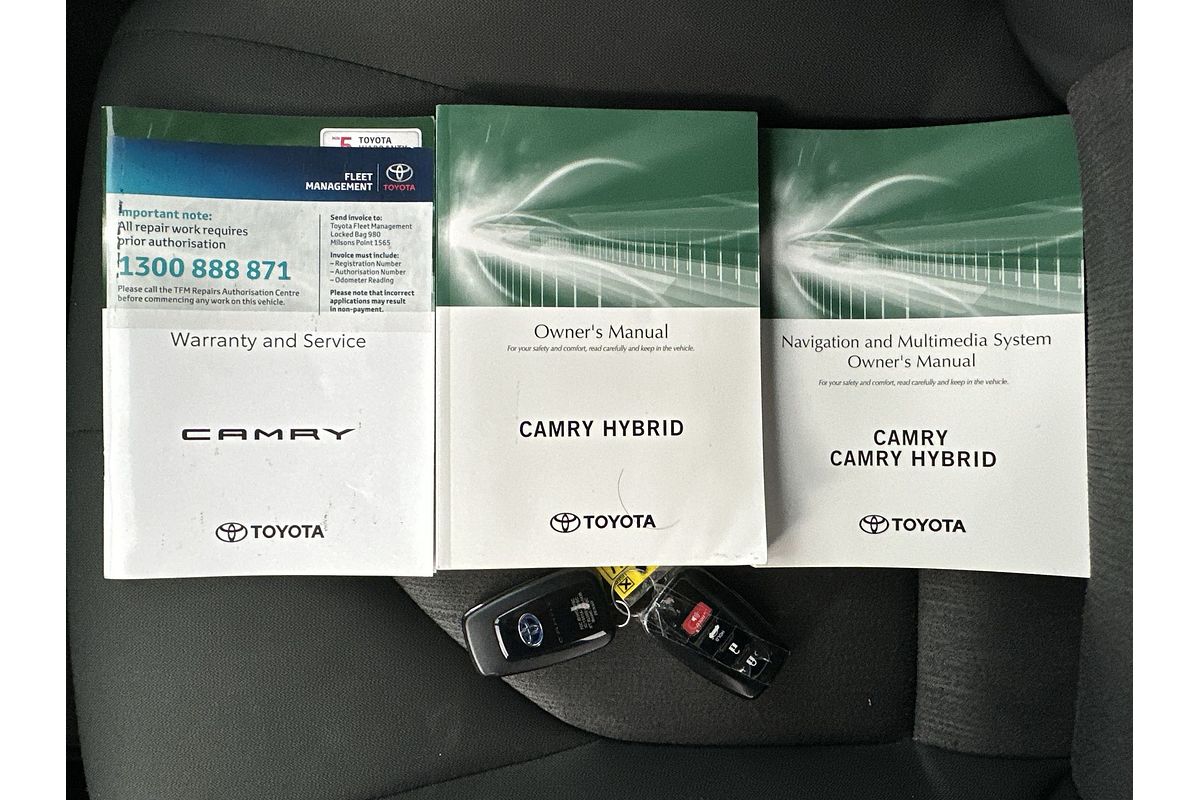 TOYOTA
FLEET
MANAGEMENT
TOYOTA
Important note:
All repair work requires
prior authorisation
1300 888 871
Please call the TFM Repairs Authorisation Centre
before commencing any work on this vehicle.
Send invoice to:
Toyota Fleet Management
Locked Bag 980
Milsons Point 1565
Invoice must include:
– Registration Number
– Authorisation Number
– Odometer Reading
Please note that incorrect
applications may result
in non-payment.
Warranty and Service
CAMRY
TOYOTA
Owner's Manual
For your safety and comfort, read carefully and keep in the vehicle.
CAMRY HYBRID
TOYOTA
Navigation and Multimedia System
Owner's Manual
For your safety and comfort, read carefully and keep in the vehicle.
CAMRY
CAMRY HYBRID
TOYOTA
CAMRY
HOLD